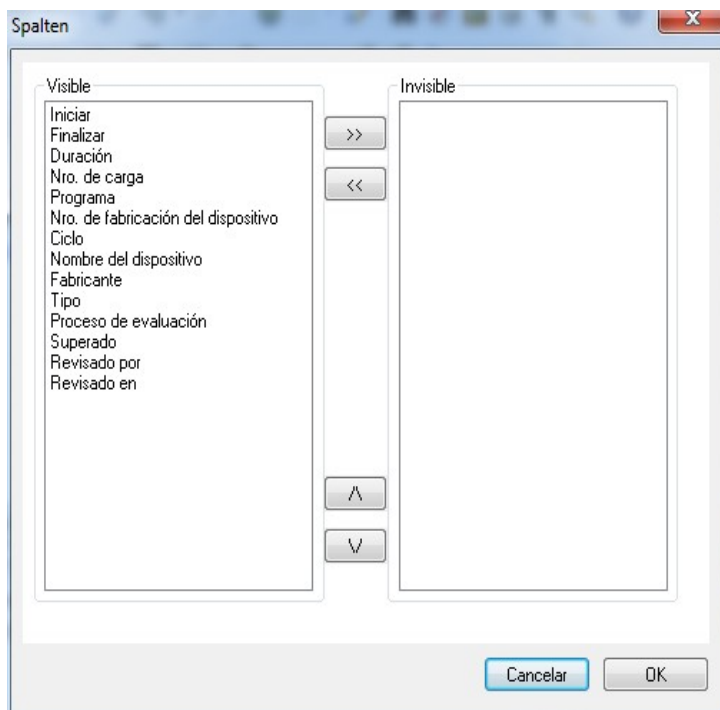 Spalten
x
Visible
Invisible
Iniciar
Finalizar
Duración
Nro. de carga
Programa
Nro. de fabricación del dispositivo
Ciclo
Nombre del dispositivo
Fabricante
Tipo
Proceso de evaluación
Superado
Revisado por
Revisado en
>>
<<
/\
\/
Cancelar
OK